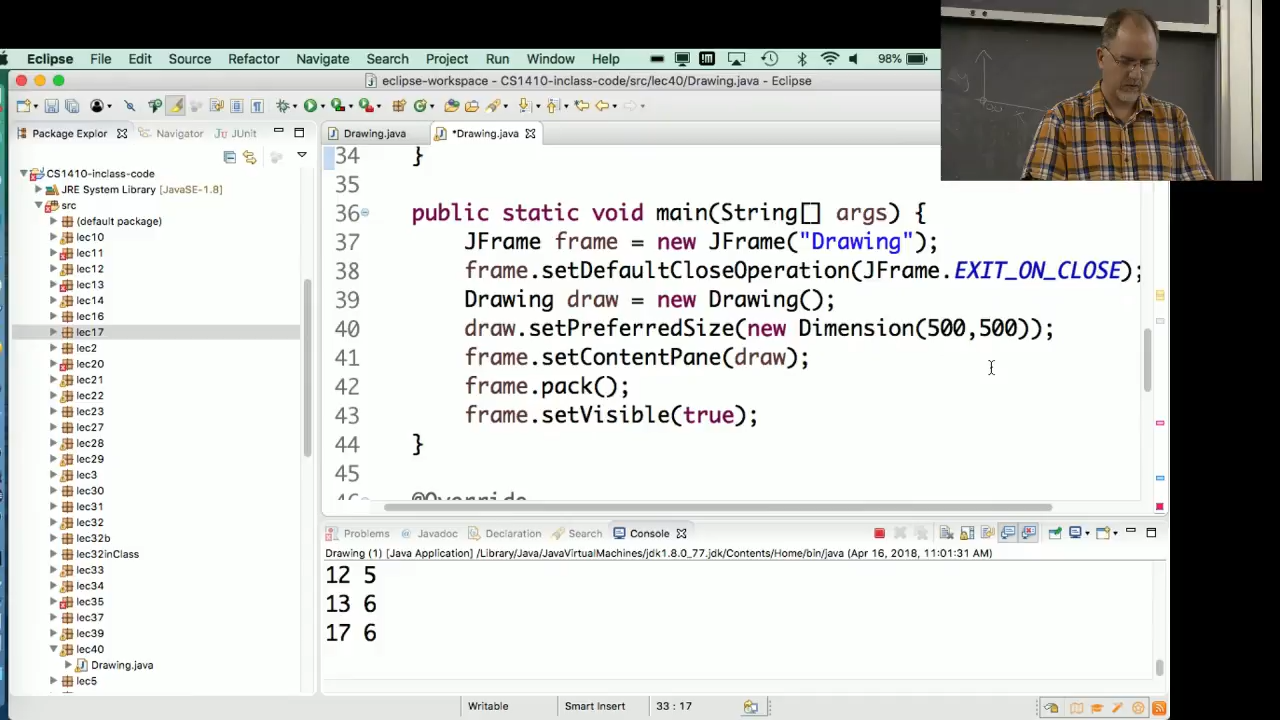 Eclipse File Edit Source Refactor Navigate Search Project Run Window Help 98%
eclipse-workspace - CS1410-inclass-code/src/lec40/Drawing.java - Eclipse
Package Explor Navigator JUnit
Drawing.java *Drawing.java
CS1410-inclass-code
JRE System Library [JavaSE-1.8]
src
(default package)
lec10
lec11
lec12
lec13
lec14
lec16
lec17
lec2
lec20
lec21
lec22
lec23
lec27
lec28
lec29
lec3
lec30
lec31
lec32
lec32b
lec32inClass
lec33
lec34
lec35
lec37
lec39
lec40
Drawing.java
lec5
34 }
35
36 public static void main(String[] args) {
37 JFrame frame = new JFrame("Drawing");
38 frame.setDefaultCloseOperation(JFrame.EXIT_ON_CLOSE);
39 Drawing draw = new Drawing();
40 draw.setPreferredSize(new Dimension(500,500));
41 frame.setContentPane(draw);
42 frame.pack();
43 frame.setVisible(true);
44 }
45
46 @Override
Problems Javadoc Declaration Search Console
Drawing (1) [Java Application] /Library/Java/JavaVirtualMachines/jdk1.8.0_77.jdk/Contents/Home/bin/java (Apr 16, 2018, 11:01:31 AM)
12 5
13 6
17 6
Writable Smart Insert 33 : 17